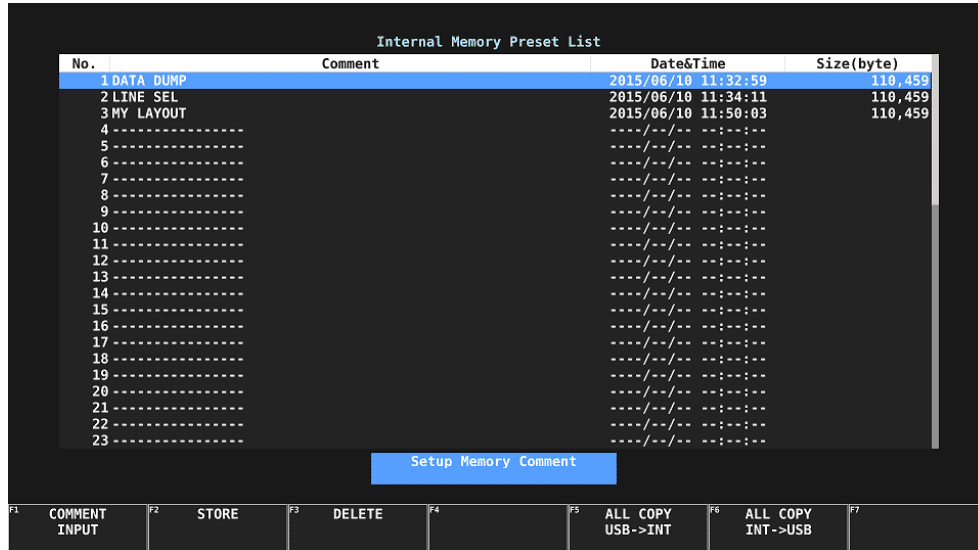 Internal Memory Preset List
No. Comment Date&Time Size(byte)
1 DATA DUMP 2015/06/10 11:32:59 110,459
2 LINE SEL 2015/06/10 11:34:11 110,459
3 MY LAYOUT 2015/06/10 11:50:03 110,459
4 ---------------- ----/--/-- --:--:--
5 ---------------- ----/--/-- --:--:--
6 ---------------- ----/--/-- --:--:--
7 ---------------- ----/--/-- --:--:--
8 ---------------- ----/--/-- --:--:--
9 ---------------- ----/--/-- --:--:--
10 ---------------- ----/--/-- --:--:--
11 ---------------- ----/--/-- --:--:--
12 ---------------- ----/--/-- --:--:--
13 ---------------- ----/--/-- --:--:--
14 ---------------- ----/--/-- --:--:--
15 ---------------- ----/--/-- --:--:--
16 ---------------- ----/--/-- --:--:--
17 ---------------- ----/--/-- --:--:--
18 ---------------- ----/--/-- --:--:--
19 ---------------- ----/--/-- --:--:--
20 ---------------- ----/--/-- --:--:--
21 ---------------- ----/--/-- --:--:--
22 ---------------- ----/--/-- --:--:--
23 ---------------- ----/--/-- --:--:--
Setup Memory Comment
F1 COMMENT
INPUT
F2 STORE
F3 DELETE
F4
F5 ALL COPY
USB->INT
F6 ALL COPY
INT->USB
F7